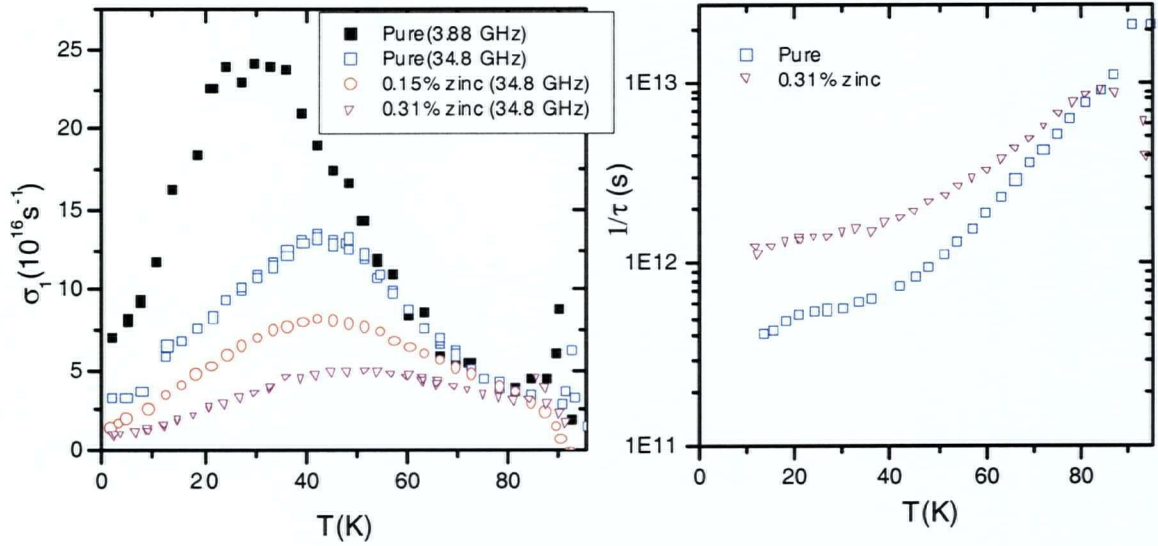 25
20
15
10
5
0
σ₁(10¹⁶s⁻¹)
0 20 40 60 80
T(K)
Pure(3.88 GHz)
Pure(34.8 GHz)
0.15% zinc (34.8 GHz)
0.31% zinc (34.8 GHz)
1E13
1E12
1E11
1/τ (s)
0 20 40 60 80
T(K)
Pure
0.31% zinc